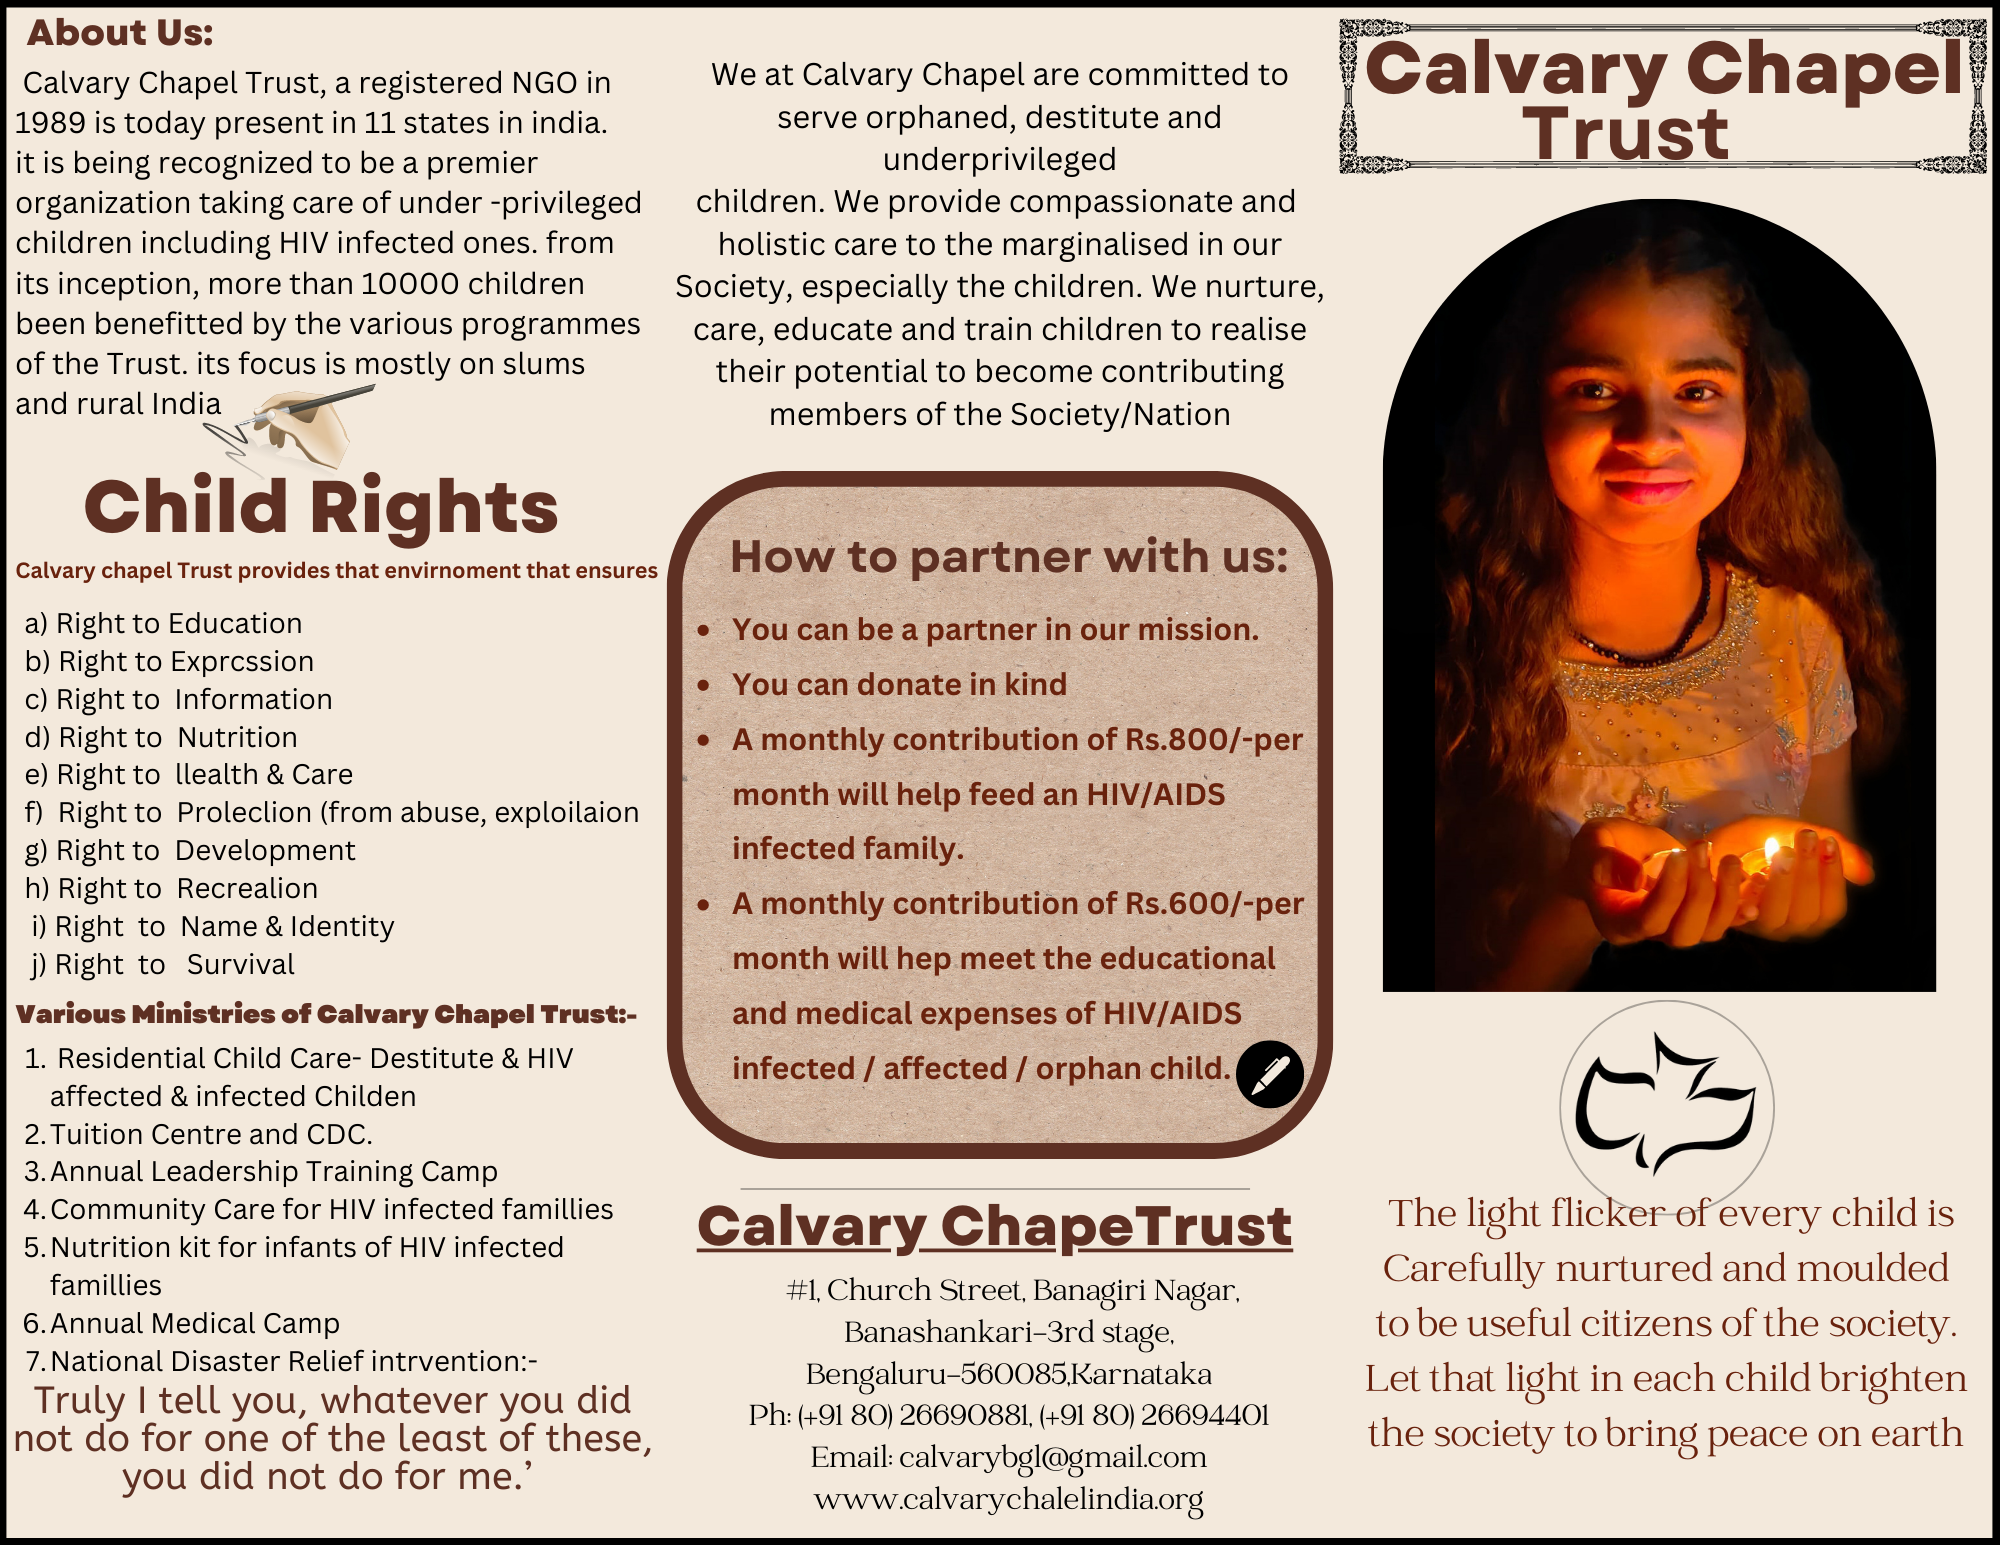 About Us:
Calvary Chapel Trust, a registered NGO in
1989 is today present in 11 states in india.
it is being recognized to be a premier
organization taking care of under -privileged
children including HIV infected ones. from
its inception, more than 10000 children
been benefitted by the various programmes
of the Trust. its focus is mostly on slums
and rural India
Child Rights
Calvary chapel Trust provides that envirnoment that ensures
a) Right to Education
b) Right to Exprcssion
c) Right to Information
d) Right to Nutrition
e) Right to llealth & Care
f) Right to Proleclion (from abuse, exploilaion
g) Right to Development
h) Right to Recrealion
i) Right to Name & Identity
j) Right to Survival
Various Ministries of Calvary Chapel Trust:-
1. Residential Child Care- Destitute & HIV
affected & infected Childen
2. Tuition Centre and CDC.
3. Annual Leadership Training Camp
4. Community Care for HIV infected famillies
5. Nutrition kit for infants of HIV infected
famillies
6. Annual Medical Camp
7. National Disaster Relief intrvention:-
Truly I tell you, whatever you did
not do for one of the least of these,
you did not do for me.’
We at Calvary Chapel are committed to
serve orphaned, destitute and
underprivileged
children. We provide compassionate and
holistic care to the marginalised in our
Society, especially the children. We nurture,
care, educate and train children to realise
their potential to become contributing
members of the Society/Nation
How to partner with us:
• You can be a partner in our mission.
• You can donate in kind
• A monthly contribution of Rs.800/-per
month will help feed an HIV/AIDS
infected family.
• A monthly contribution of Rs.600/-per
month will hep meet the educational
and medical expenses of HIV/AIDS
infected / affected / orphan child.
Calvary ChapeTrust
#1, Church Street, Banagiri Nagar,
Banashankari-3rd stage,
Bengaluru-560085,Karnataka
Ph: (+91 80) 26690881, (+91 80) 26694401
Email: calvarybgl@gmail.com
www.calvarychalelindia.org
Calvary Chapel
Trust
The light flicker of every child is
Carefully nurtured and moulded
to be useful citizens of the society.
Let that light in each child brighten
the society to bring peace on earth